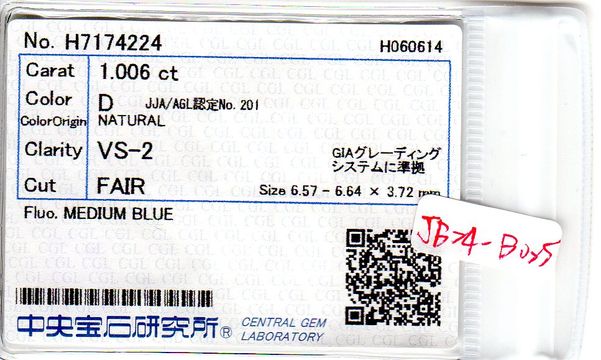 No. H7174224
H060614
Carat 1.006 ct
Color D JJA/AGL認定No. 201
ColorOrigin NATURAL
Clarity VS-2 GIAグレーディング
システムに準拠
Cut FAIR Size 6.57 - 6.64 × 3.72 mm
Fluo. MEDIUM BLUE
中央宝石研究所® CENTRAL GEM
LABORATORY